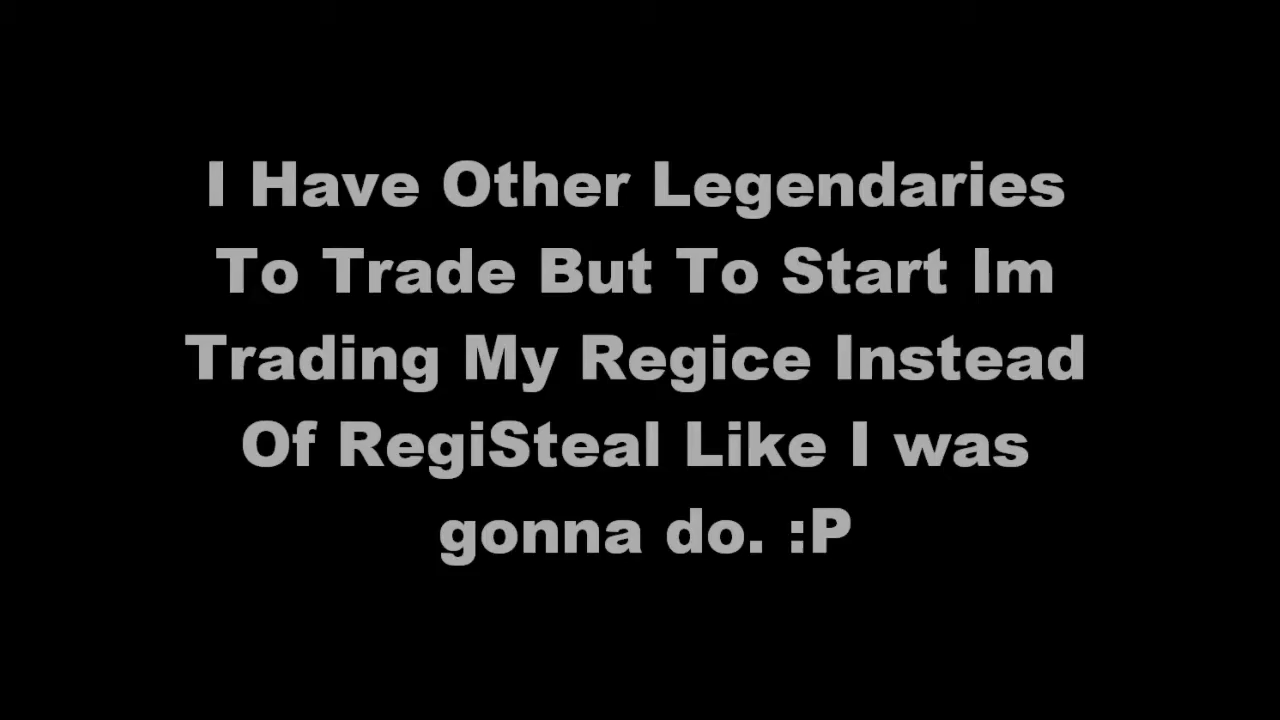 I Have Other Legendaries
To Trade But To Start Im
Trading My Regice Instead
Of RegiSteal Like I was
gonna do. :P